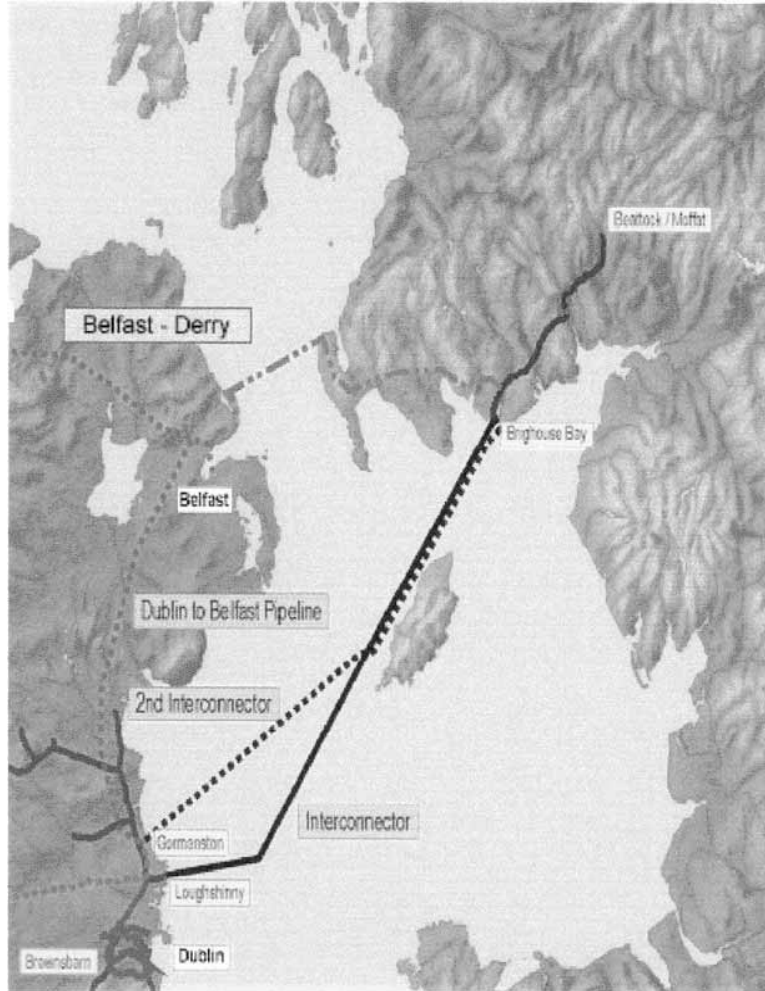 Beattock / Moffat
Belfast - Derry
Brighouse Bay
Belfast
Dublin to Belfast Pipeline
2nd Interconnector
Interconnector
Gormanston
Loughshinny
Brownsbarn
Dublin